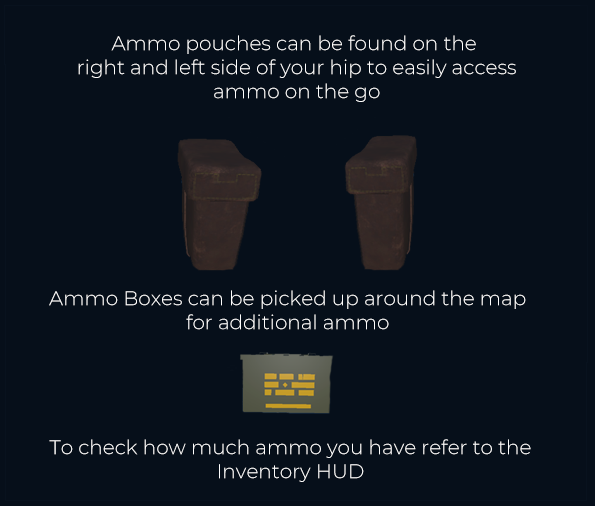 Ammo pouches can be found on the
right and left side of your hip to easily access
ammo on the go
Ammo Boxes can be picked up around the map
for additional ammo
To check how much ammo you have refer to the
Inventory HUD